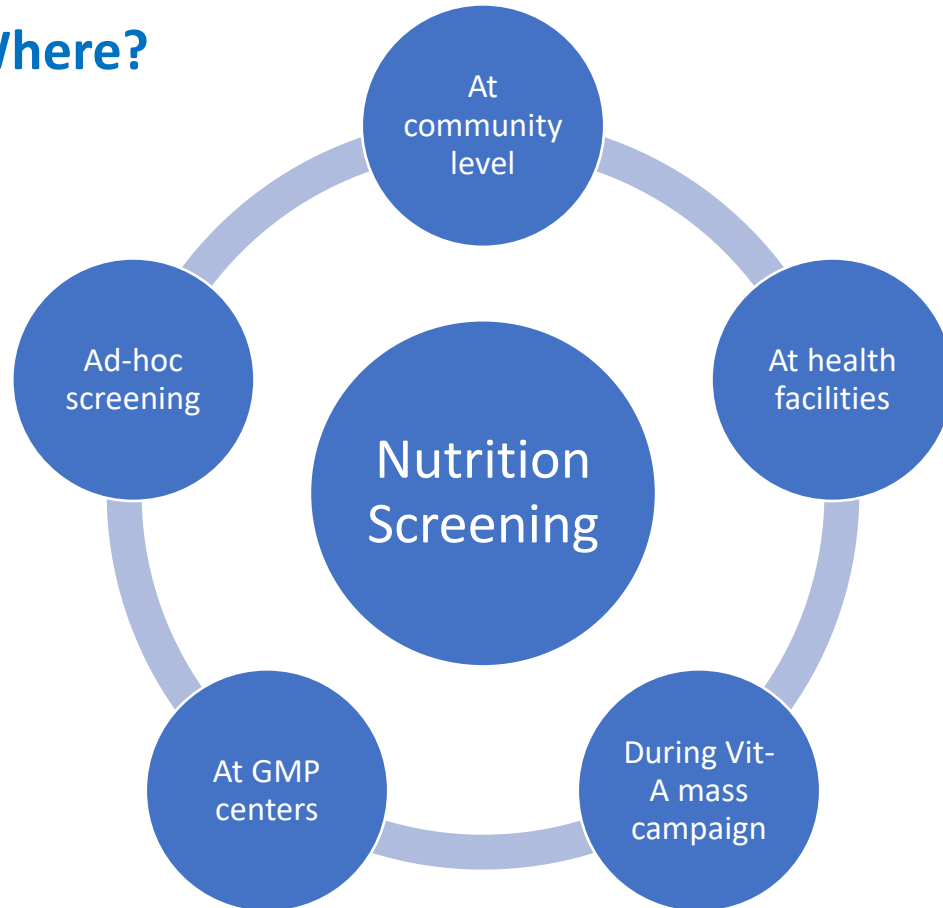 Where?
At
community
level
At health
facilities
During Vit-
A mass
campaign
At GMP
centers
Ad-hoc
screening
Nutrition
Screening